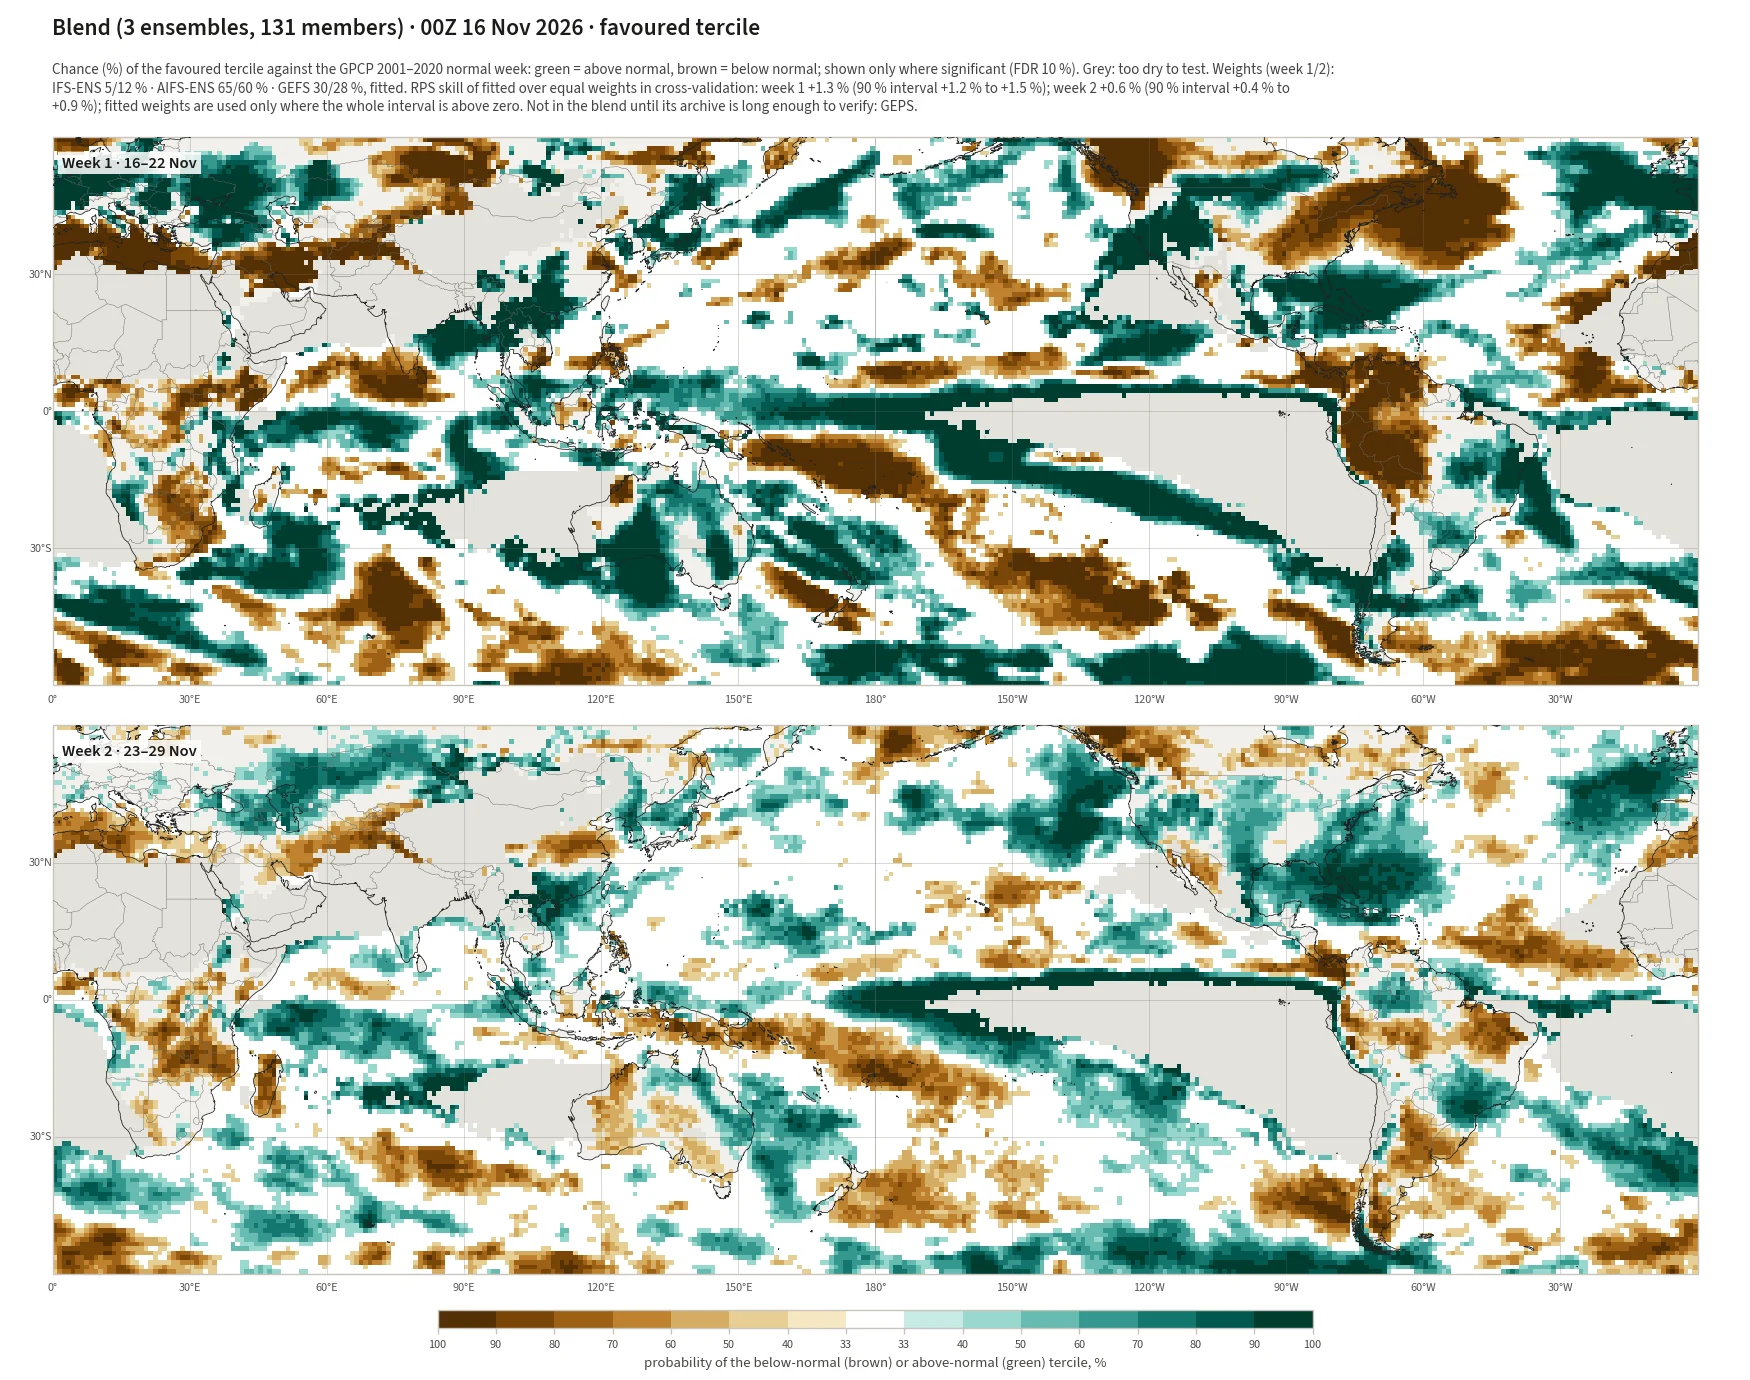 Blend (3 ensembles, 131 members) · 00Z 16 Nov 2026 · favoured tercile
Chance (%) of the favoured tercile against the GPCP 2001–2020 normal week: green = above normal, brown = below normal; shown only where significant (FDR 10 %). Grey: too dry to test. Weights (week 1/2):
IFS-ENS 5/12 % · AIFS-ENS 65/60 % · GEFS 30/28 %, fitted. RPS skill of fitted over equal weights in cross-validation: week 1 +1.3 % (90 % interval +1.2 % to +1.5 %); week 2 +0.6 % (90 % interval +0.4 % to
+0.9 %); fitted weights are used only where the whole interval is above zero. Not in the blend until its archive is long enough to verify: GEPS.
Week 1 · 16–22 Nov
30°N
0°
30°S
0° 30°E 60°E 90°E 120°E 150°E 180° 150°W 120°W 90°W 60°W 30°W
Week 2 · 23–29 Nov
30°N
0°
30°S
0° 30°E 60°E 90°E 120°E 150°E 180° 150°W 120°W 90°W 60°W 30°W
100 90 80 70 60 50 40 33 33 40 50 60 70 80 90 100
probability of the below-normal (brown) or above-normal (green) tercile, %